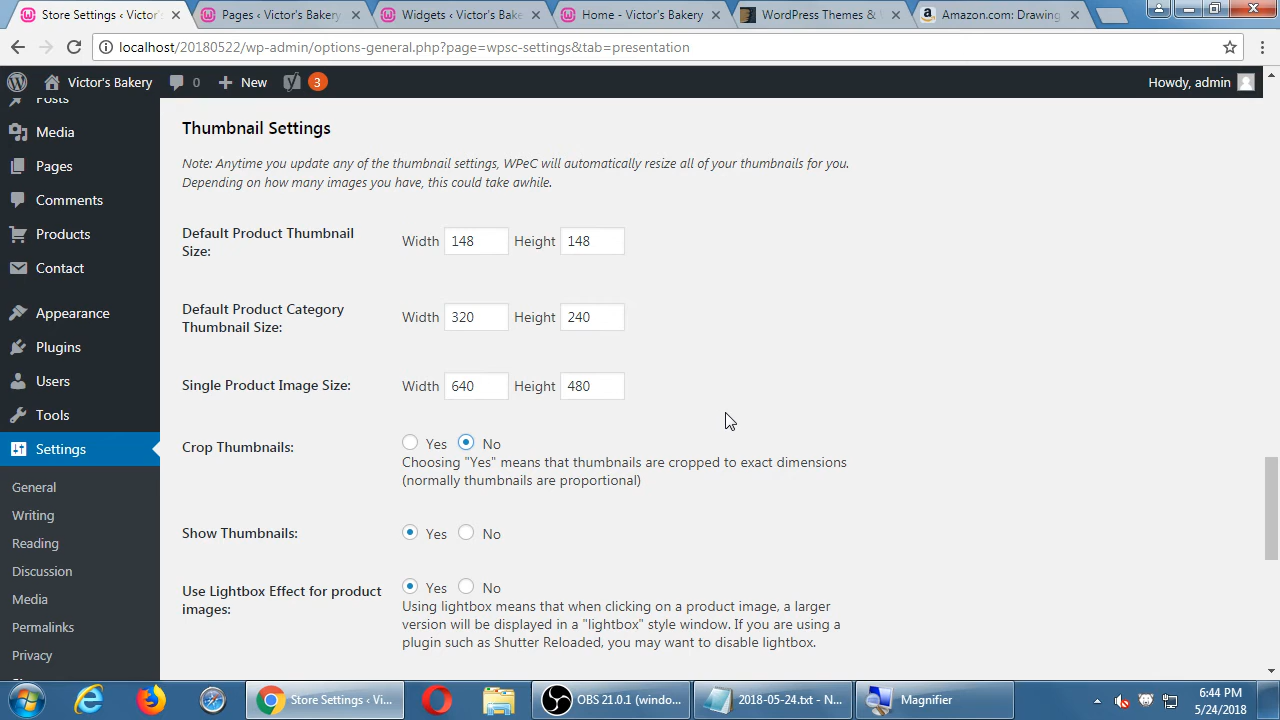 Store Settings ‹ Victor'
Pages ‹ Victor's Bakery
Widgets ‹ Victor's Bake
Home - Victor's Bakery
WordPress Themes &
Amazon.com: Drawing
localhost/20180522/wp-admin/options-general.php?page=wpsc-settings&tab=presentation
Victor's Bakery
0
New
3
Howdy, admin
Posts
Media
Pages
Comments
Products
Contact
Appearance
Plugins
Users
Tools
Settings
General
Writing
Reading
Discussion
Media
Permalinks
Privacy
Thumbnail Settings
Note: Anytime you update any of the thumbnail settings, WPeC will automatically resize all of your thumbnails for you.
Depending on how many images you have, this could take awhile.
Default Product Thumbnail
Size:
Width 148 Height 148
Default Product Category
Thumbnail Size:
Width 320 Height 240
Single Product Image Size:
Width 640 Height 480
Crop Thumbnails:
Yes No
Choosing "Yes" means that thumbnails are cropped to exact dimensions
(normally thumbnails are proportional)
Show Thumbnails:
Yes No
Use Lightbox Effect for product
images:
Yes No
Using lightbox means that when clicking on a product image, a larger
version will be displayed in a "lightbox" style window. If you are using a
plugin such as Shutter Reloaded, you may want to disable lightbox.
Store Settings ‹ Vi...
OBS 21.0.1 (windo...
2018-05-24.txt - N...
Magnifier
6:44 PM
5/24/2018